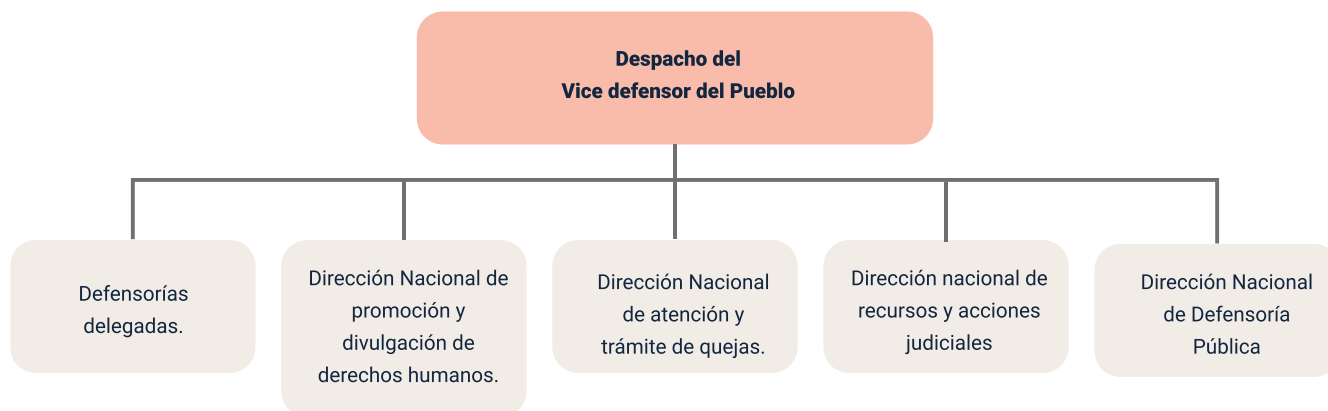 Despacho del
Vice defensor del Pueblo
Defensorías
delegadas.
Dirección Nacional de
promoción y
divulgación de
derechos humanos.
Dirección Nacional
de atención y
trámite de quejas.
Dirección nacional de
recursos y acciones
judiciales
Dirección Nacional
de Defensoría
Pública